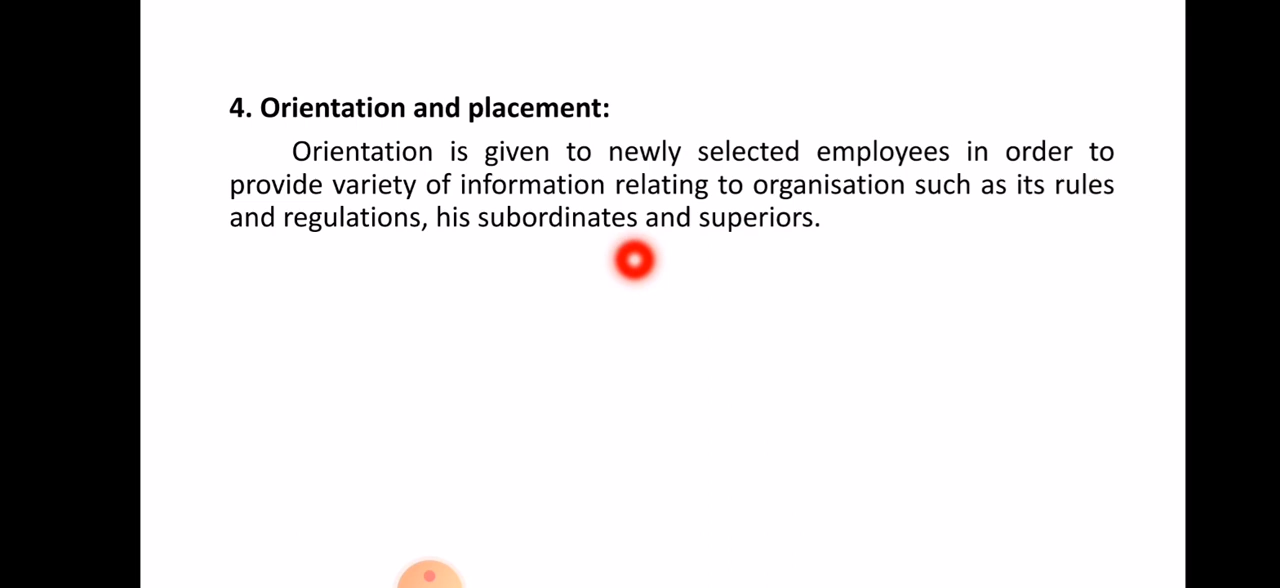 4. Orientation and placement:
Orientation is given to newly selected employees in order to
provide variety of information relating to organisation such as its rules
and regulations, his subordinates and superiors.